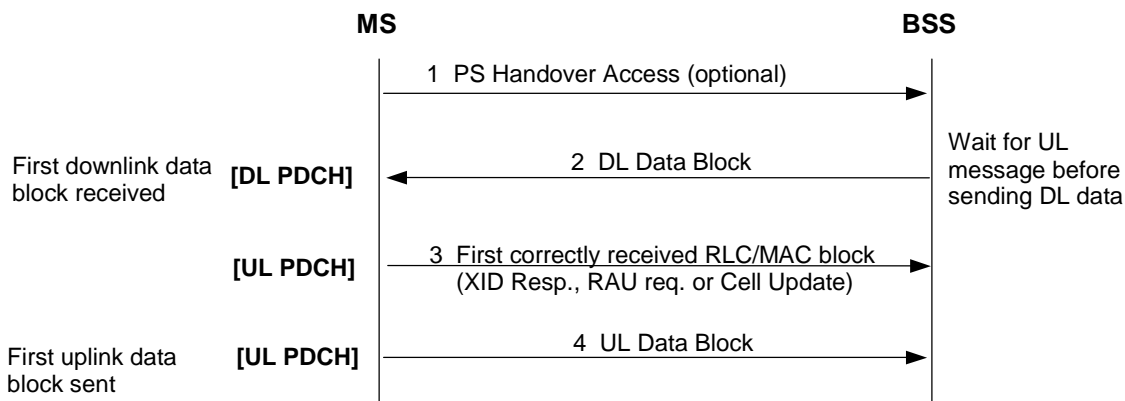 MS
BSS
1 PS Handover Access (optional)
First downlink data
block received
[DL PDCH]
2 DL Data Block
Wait for UL
message before
sending DL data
[UL PDCH]
3 First correctly received RLC/MAC block
(XID Resp., RAU req. or Cell Update)
First uplink data
block sent
[UL PDCH]
4 UL Data Block